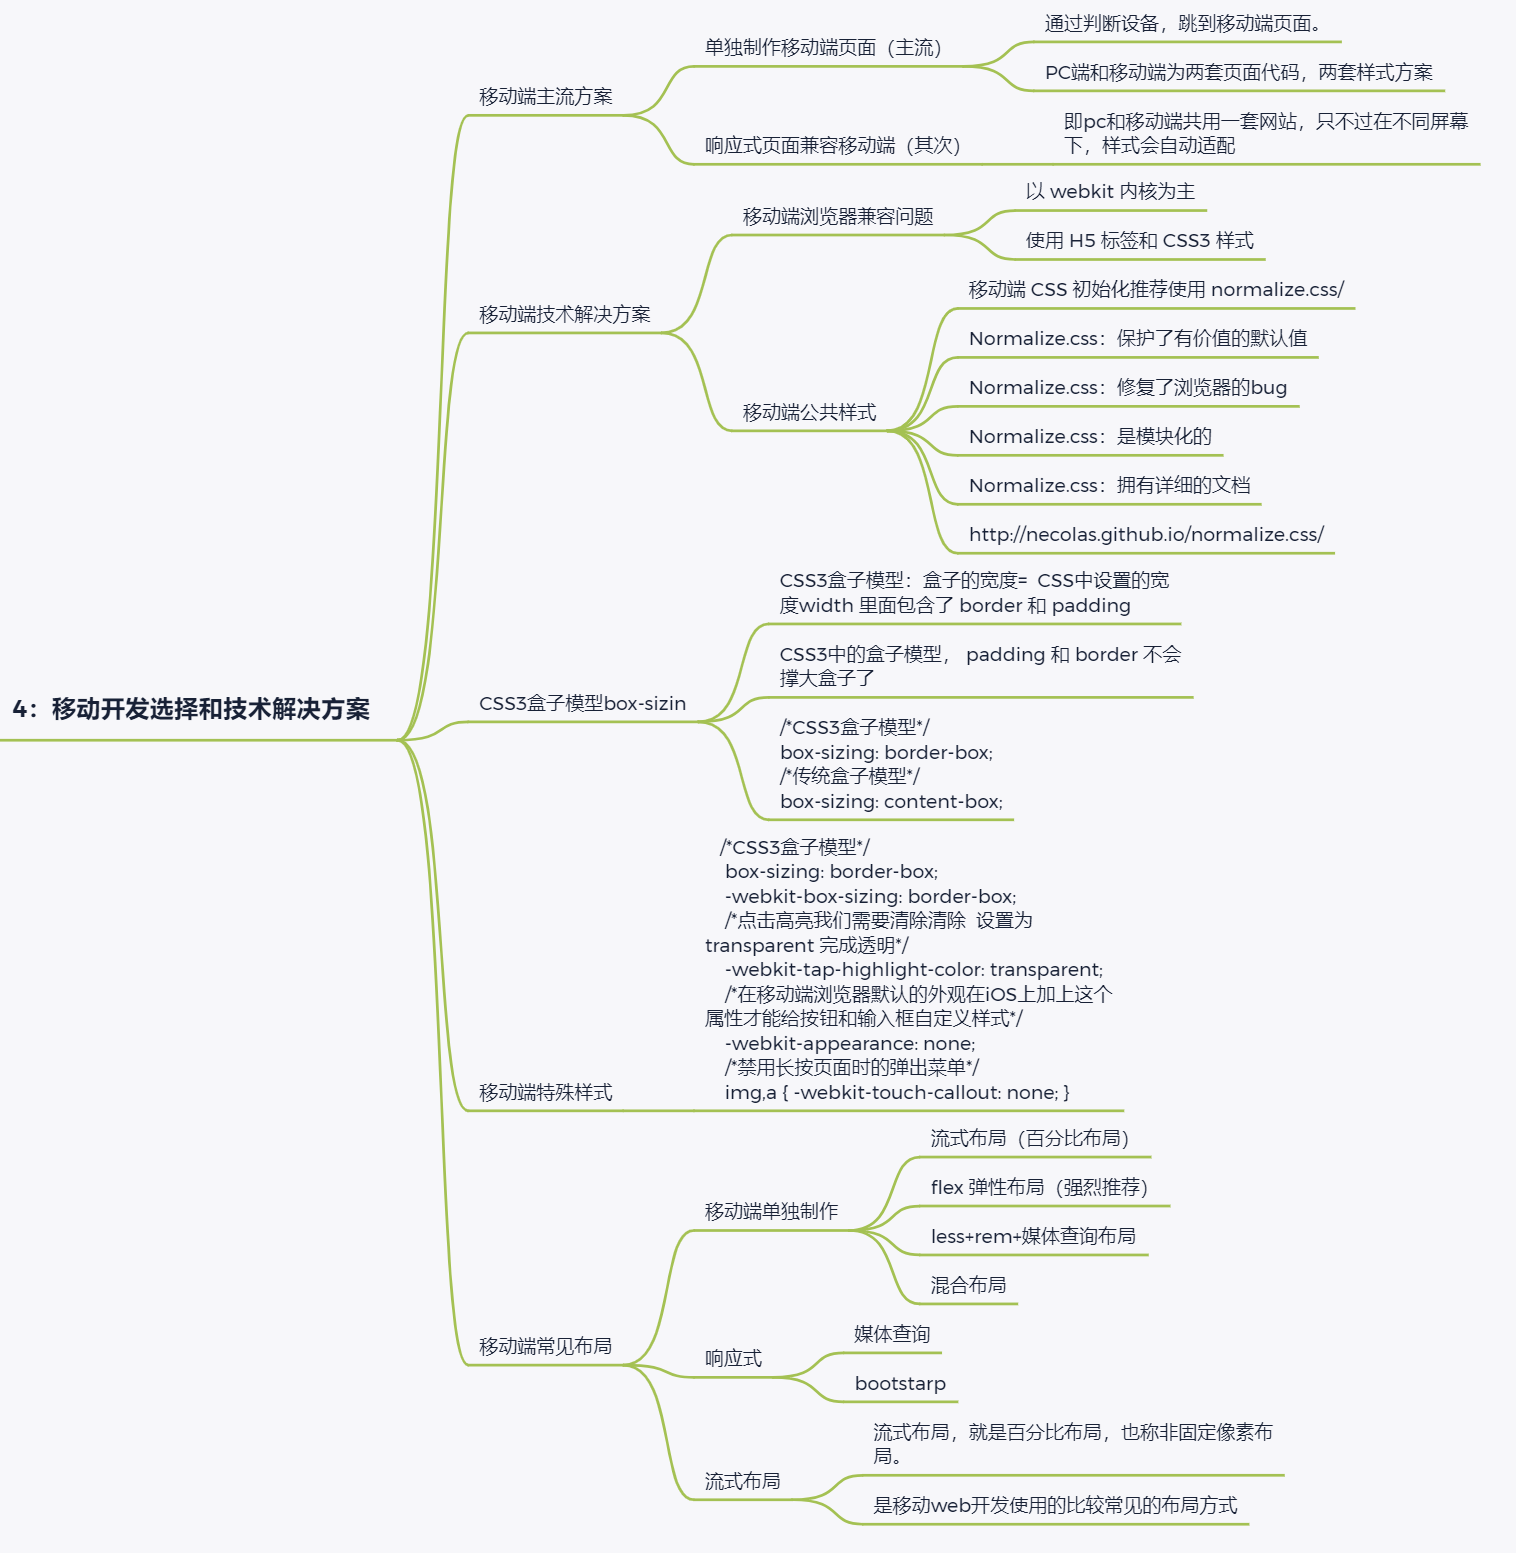 4：移动开发选择和技术解决方案
移动端主流方案
单独制作移动端页面（主流）
通过判断设备，跳到移动端页面。
PC端和移动端为两套页面代码，两套样式方案
响应式页面兼容移动端（其次）
即pc和移动端共用一套网站，只不过在不同屏幕
下，样式会自动适配
移动端技术解决方案
移动端浏览器兼容问题
以 webkit 内核为主
使用 H5 标签和 CSS3 样式
移动端公共样式
移动端 CSS 初始化推荐使用 normalize.css/
Normalize.css：保护了有价值的默认值
Normalize.css：修复了浏览器的bug
Normalize.css：是模块化的
Normalize.css：拥有详细的文档
http://necolas.github.io/normalize.css/
CSS3盒子模型box-sizin
CSS3盒子模型：盒子的宽度=  CSS中设置的宽
度width 里面包含了 border 和 padding
CSS3中的盒子模型， padding 和 border 不会
撑大盒子了
/*CSS3盒子模型*/
box-sizing: border-box;
/*传统盒子模型*/
box-sizing: content-box;
移动端特殊样式
/*CSS3盒子模型*/
box-sizing: border-box;
-webkit-box-sizing: border-box;
/*点击高亮我们需要清除清除  设置为
transparent 完成透明*/
-webkit-tap-highlight-color: transparent;
/*在移动端浏览器默认的外观在iOS上加上这个
属性才能给按钮和输入框自定义样式*/
-webkit-appearance: none;
/*禁用长按页面时的弹出菜单*/
img,a { -webkit-touch-callout: none; }
移动端常见布局
移动端单独制作
流式布局（百分比布局）
flex 弹性布局（强烈推荐）
less+rem+媒体查询布局
混合布局
响应式
媒体查询
bootstarp
流式布局
流式布局，就是百分比布局，也称非固定像素布
局。
是移动web开发使用的比较常见的布局方式